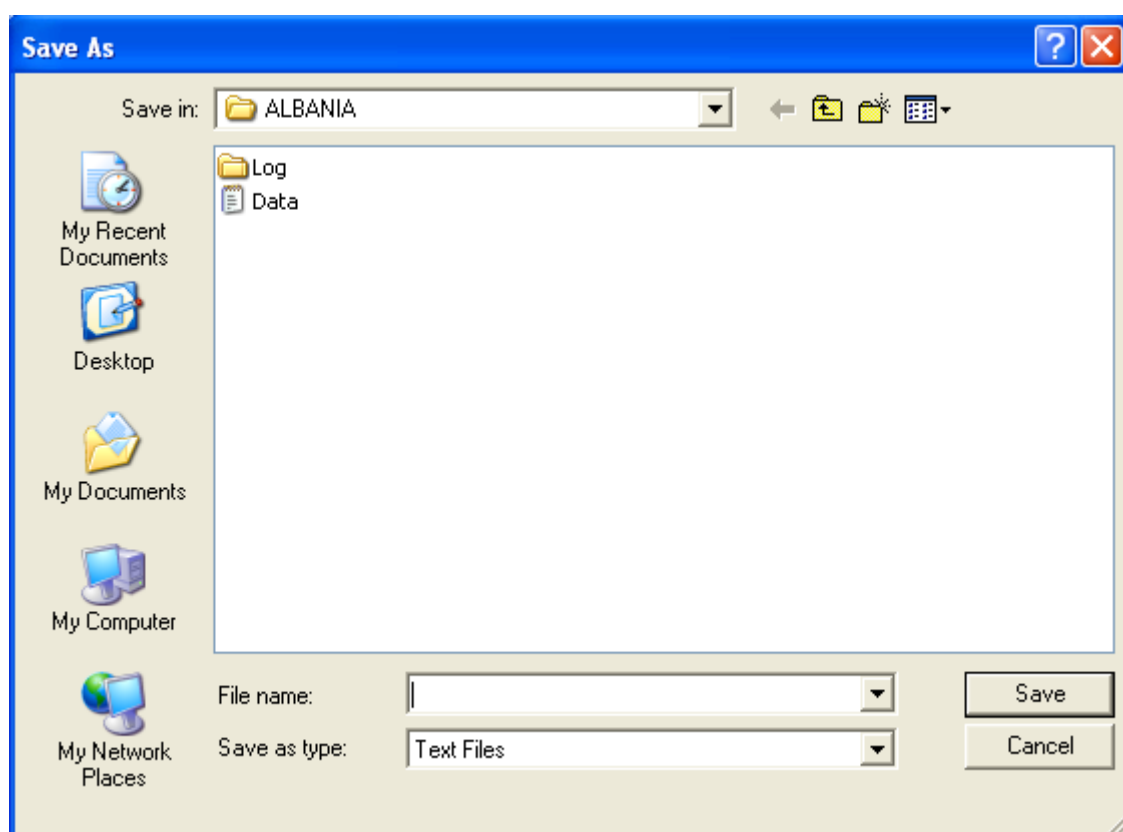 Save As
?
Save in:
ALBANIA
Log
Data
My Recent
Documents
Desktop
My Documents
My Computer
My Network
Places
File name:
Save
Save as type:
Text Files
Cancel